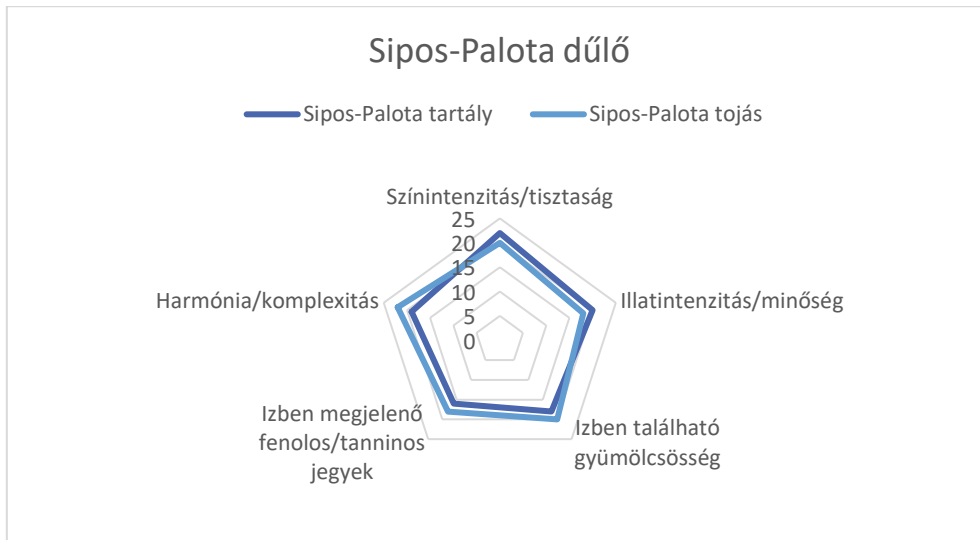 Sipos-Palota dűlő
Sipos-Palota tartály
Sipos-Palota tojás
Színintenzitás/tisztaság
25
20
15
10
5
0
Illatintenzitás/minőség
Izben található
gyümölcsösség
Izben megjelenő
fenolos/tanninos
jegyek
Harmónia/komplexitás